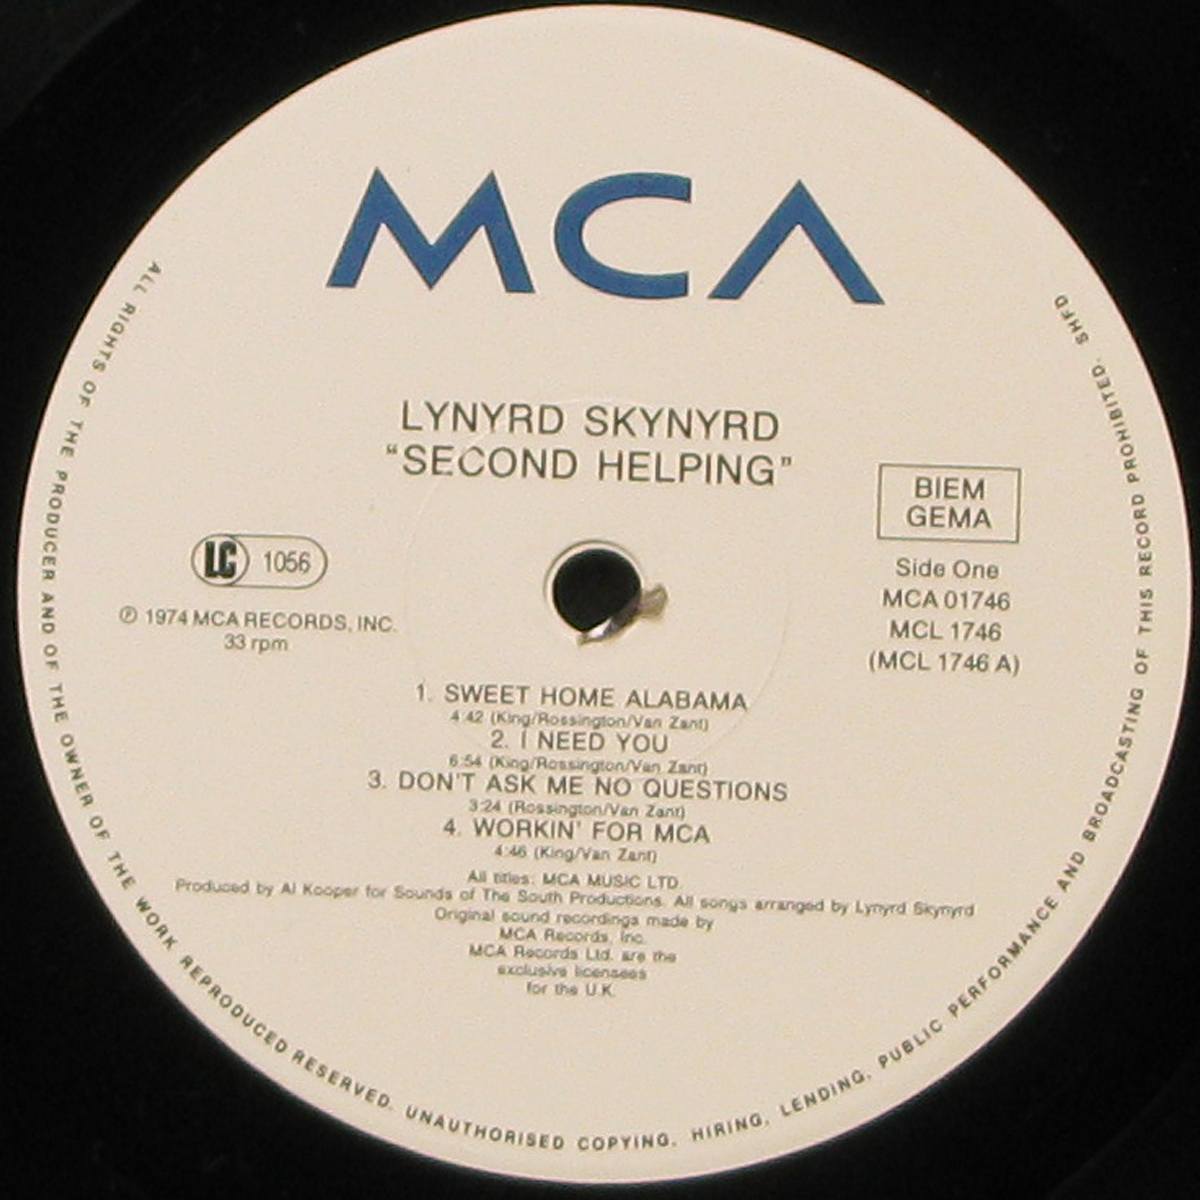 MCA
LYNYRD SKYNYRD
"SECOND HELPING"
BIEM
GEMA
LC 1056
Side One
MCA 01746
MCL 1746
(MCL 1746 A)
℗ 1974 MCA RECORDS, INC.
33 rpm
1. SWEET HOME ALABAMA
4:42 (King/Rossington/Van Zant)
2. I NEED YOU
6:54 (King/Rossington/Van Zant)
3. DON'T ASK ME NO QUESTIONS
3:24 (Rossington/Van Zant)
4. WORKIN' FOR MCA
4:46 (King/Van Zant)
All titles: MCA MUSIC LTD.
Produced by Al Kooper for Sounds of The South Productions. All songs arranged by Lynyrd Skynyrd
Original sound recordings made by
MCA Records, Inc.
MCA Records Ltd. are the
exclusive licensees
for the U.K.
ALL RIGHTS OF THE PRODUCER AND OF THE OWNER OF THE WORK REPRODUCED RESERVED. UNAUTHORISED COPYING, HIRING, LENDING, PUBLIC PERFORMANCE AND BROADCASTING OF THIS RECORD PROHIBITED. SHFD